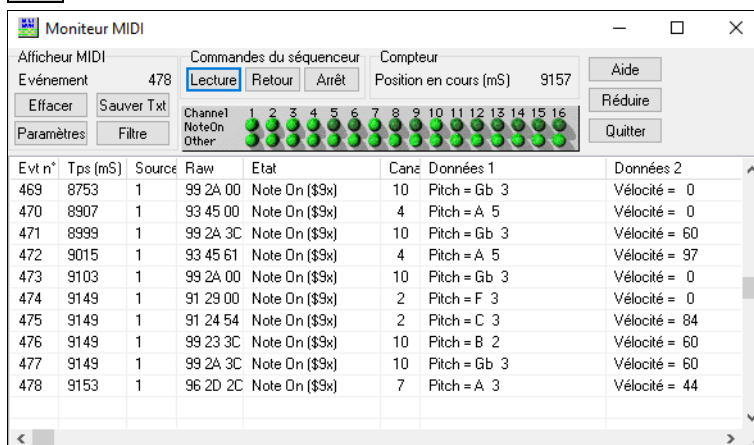 Moniteur MIDI
Afficheur MIDI Commandes du séquenceur Compteur
Evénement 478 Lecture Retour Arrêt Position en cours (mS) 9157 Aide
Effacer Sauver Txt Réduire
Paramètres Filtre Quitter
Channel 1 2 3 4 5 6 7 8 9 10 11 12 13 14 15 16
NoteOn
Other
Evt n° Tps (mS) Source Raw Etat Cana Données 1 Données 2
469 8753 1 99 2A 00 Note On ($9x) 10 Pitch = Gb 3 Vélocité = 0
470 8907 1 93 45 00 Note On ($9x) 4 Pitch = A 5 Vélocité = 0
471 8999 1 99 2A 3C Note On ($9x) 10 Pitch = Gb 3 Vélocité = 60
472 9015 1 93 45 61 Note On ($9x) 4 Pitch = A 5 Vélocité = 97
473 9103 1 99 2A 00 Note On ($9x) 10 Pitch = Gb 3 Vélocité = 0
474 9149 1 91 29 00 Note On ($9x) 2 Pitch = F 3 Vélocité = 0
475 9149 1 91 24 54 Note On ($9x) 2 Pitch = C 3 Vélocité = 84
476 9149 1 99 23 3C Note On ($9x) 10 Pitch = B 2 Vélocité = 60
477 9149 1 99 2A 3C Note On ($9x) 10 Pitch = Gb 3 Vélocité = 60
478 9153 1 96 2D 2C Note On ($9x) 7 Pitch = A 3 Vélocité = 44